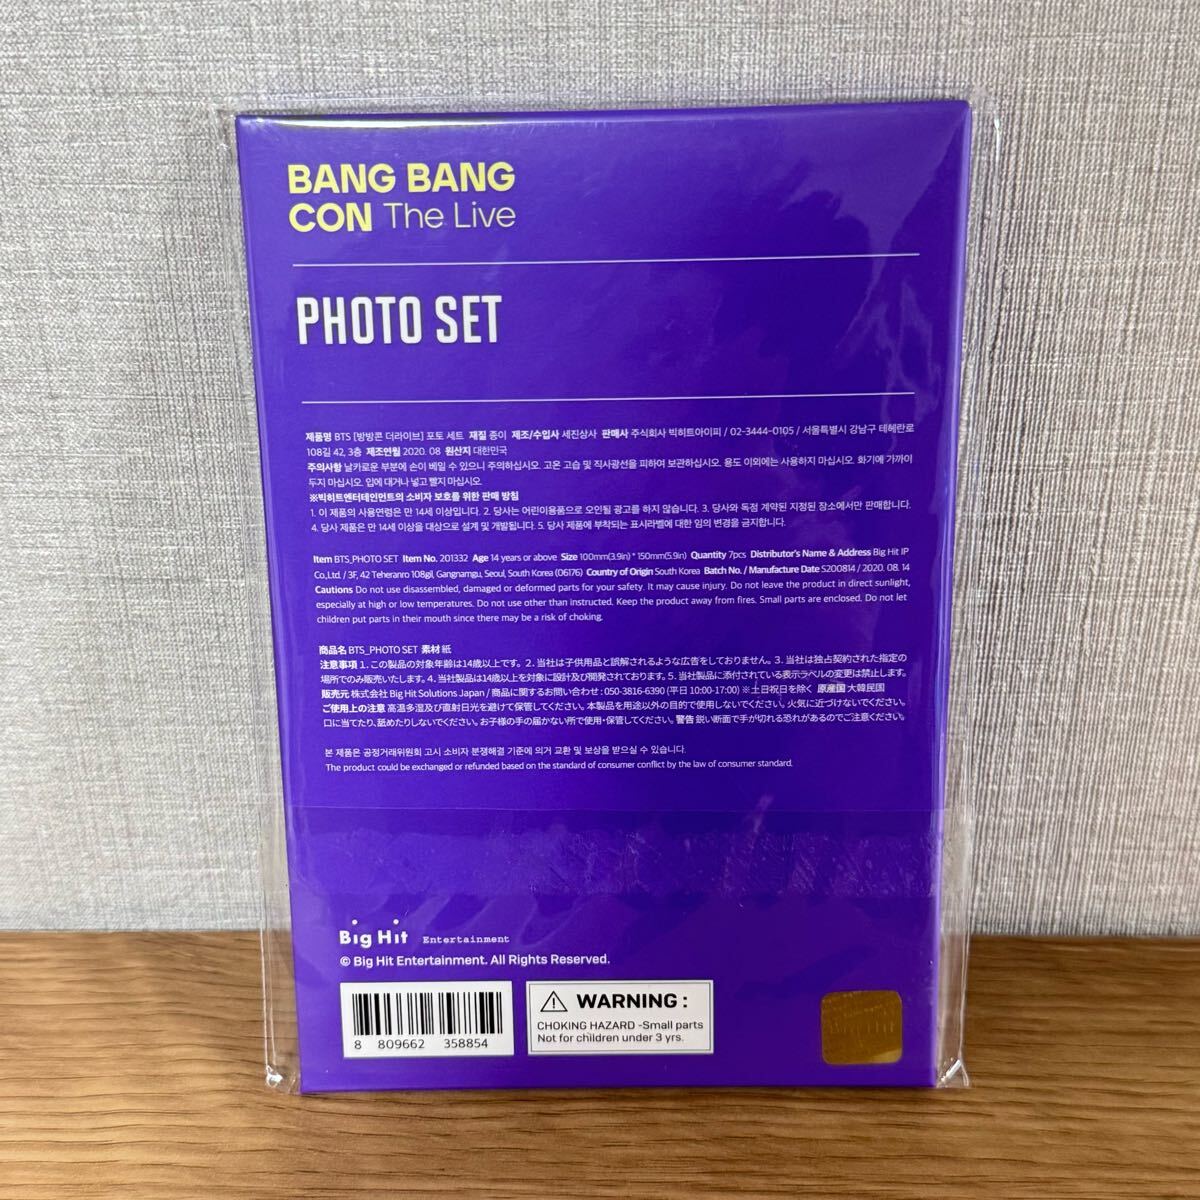 BANG BANG
CON The Live
PHOTO SET
제품명 BTS [방방콘 더라이브] 포토 세트 재질 종이 제조/수입사 세진상사 판매사 주식회사 빅히트아이피 / 02-3444-0105 / 서울특별시 강남구 테헤란로
108길 42, 3층 제조연월 2020. 08 원산지 대한민국
주의사항 날카로운 부분에 손이 베일 수 있으니 주의하십시오. 고온 고습 및 직사광선을 피하여 보관하십시오. 용도 이외에는 사용하지 마십시오. 화기에 가까이
두지 마십시오. 입에 대거나 넣고 빨지 마십시오.
※빅히트엔터테인먼트의 소비자 보호를 위한 판매 방침
1. 이 제품의 사용연령은 만 14세 이상입니다. 2. 당사는 어린이용품으로 오인될 광고를 하지 않습니다. 3. 당사와 독점 계약된 지정된 장소에서만 판매합니다.
4. 당사 제품은 만 14세 이상을 대상으로 설계 및 개발됩니다. 5. 당사 제품에 부착되는 표시라벨에 대한 임의 변경을 금지합니다.
Item BTS_PHOTO SET Item No. 201332 Age 14 years or above Size 100mm(3.9in) * 150mm(5.9in) Quantity 7pcs Distributor's Name & Address Big Hit IP
Co.,Ltd. / 3F, 42 Teheranro 108gil, Gangnamgu, Seoul, South Korea (06176) Country of Origin South Korea Batch No. / Manufacture Date S200814 / 2020. 08. 14
Cautions Do not use disassembled, damaged or deformed parts for your safety. It may cause injury. Do not leave the product in direct sunlight,
especially at high or low temperatures. Do not use other than instructed. Keep the product away from fires. Small parts are enclosed. Do not let
children put parts in their mouth since there may be a risk of choking.
商品名 BTS_PHOTO SET 素材 紙
注意事項 1. この製品の対象年齢は14歳以上です。2. 当社は子供用品と誤解されるような広告をしておりません。3. 当社は独占契約された指定の
場所でのみ販売いたします。4. 当社製品は14歳以上を対象に設計及び開発されております。5. 当社製品に添付されている表示ラベルの変更は禁止します。
販売元 株式会社 Big Hit Solutions Japan / 商品に関するお問い合わせ : 050-3816-6390 (平日 10:00-17:00) ※土日祝日を除く 原産国 大韓民国
ご使用上の注意 高温多湿及び直射日光を避けて保管してください。本製品を用途以外の目的で使用しないでください。火気に近づけないでください。
口に当てたり、舐めたりしないでください。お子様の手の届かない所で使用・保管してください。警告 鋭い断面で手が切れる恐れがあるのでご注意ください。
본 제품은 공정거래위원회 고시 소비자 분쟁해결 기준에 의거 교환 및 보상을 받으실 수 있습니다.
The product could be exchanged or refunded based on the standard of consumer conflict by the law of consumer standard.
Big Hit Entertainment
© Big Hit Entertainment. All Rights Reserved.
8 809662 358854
WARNING :
CHOKING HAZARD -Small parts
Not for children under 3 yrs.